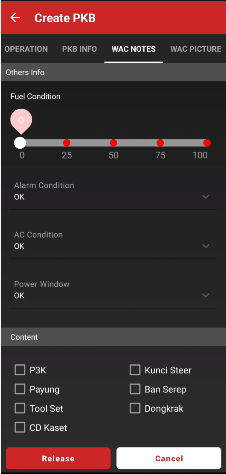 Create PKB
OPERATION PKB INFO WAC NOTES WAC PICTURE
Others Info
Fuel Condition
0
0 25 50 75 100
Alarm Condition
OK
AC Condition
OK
Power Window
OK
Content
P3K Kunci Steer
Payung Ban Serep
Tool Set Dongkrak
CD Kaset
Release Cancel